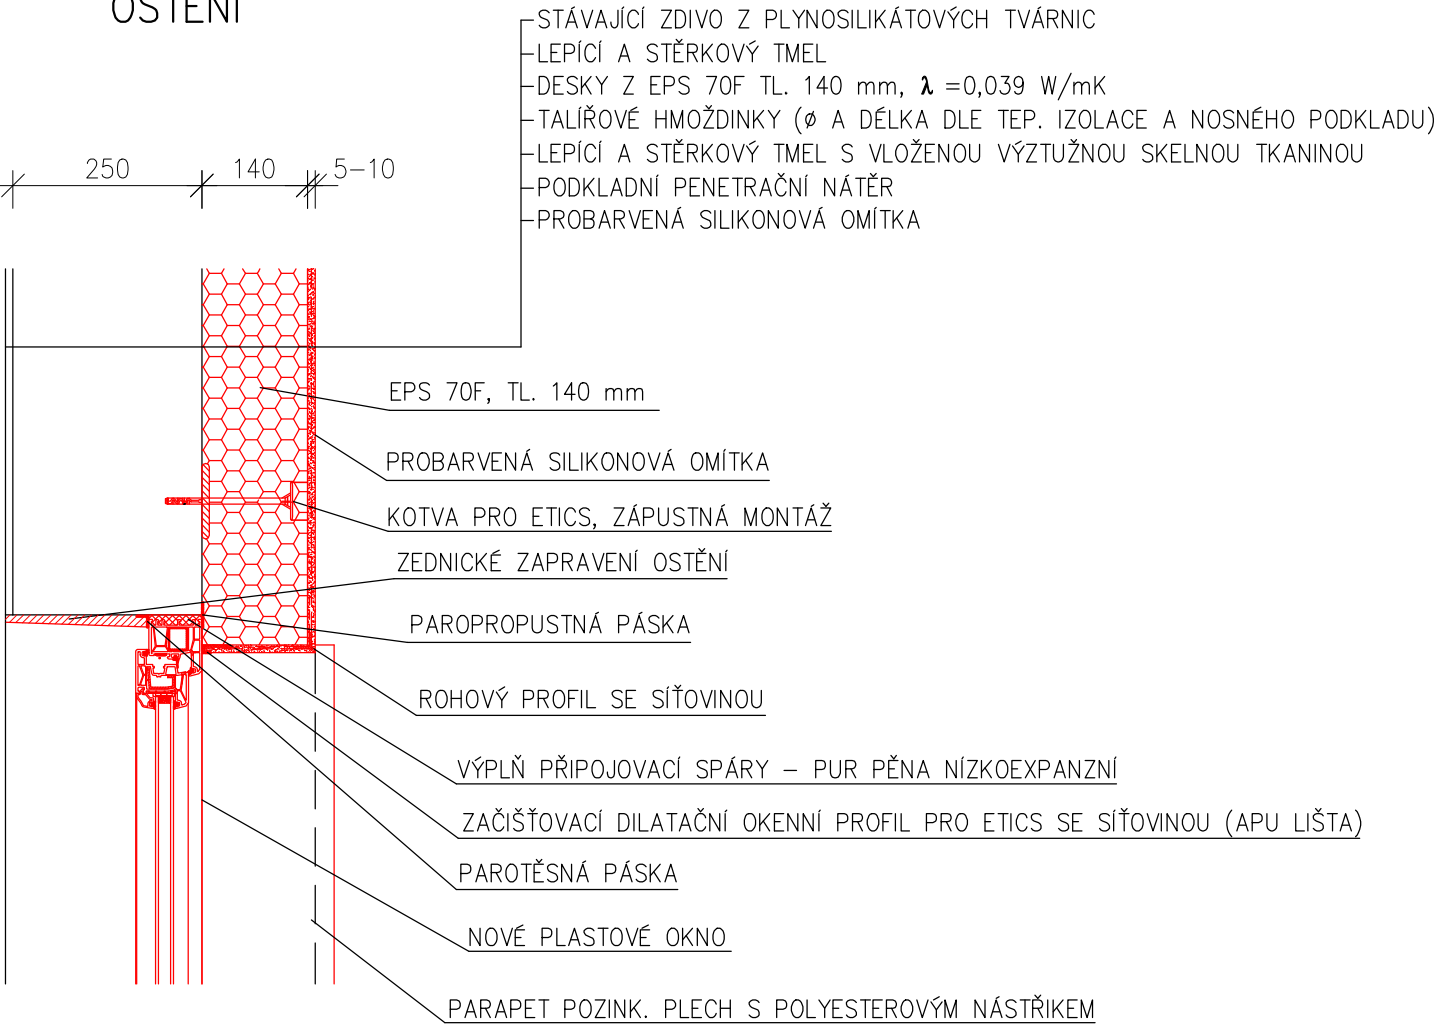 OSTĚNÍ
STÁVAJÍCÍ ZDIVO Z PLYNOSILIKÁTOVÝCH TVÁRNIC
LEPÍCÍ A STĚRKOVÝ TMEL
DESKY Z EPS 70F TL. 140 mm, λ =0,039 W/mK
TALÍŘOVÉ HMOŽDINKY (ø A DÉLKA DLE TEP. IZOLACE A NOSNÉHO PODKLADU)
LEPÍCÍ A STĚRKOVÝ TMEL S VLOŽENOU VÝZTUŽNOU SKELNOU TKANINOU
PODKLADNÍ PENETRAČNÍ NÁTĚR
PROBARVENÁ SILIKONOVÁ OMÍTKA
250 140 5-10
EPS 70F, TL. 140 mm
PROBARVENÁ SILIKONOVÁ OMÍTKA
KOTVA PRO ETICS, ZÁPUSTNÁ MONTÁŽ
ZEDNICKÉ ZAPRAVENÍ OSTĚNÍ
PAROPROPUSTNÁ PÁSKA
ROHOVÝ PROFIL SE SÍŤOVINOU
VÝPLŇ PŘIPOJOVACÍ SPÁRY – PUR PĚNA NÍZKOEXPANZNÍ
ZAČIŠŤOVACÍ DILATAČNÍ OKENNÍ PROFIL PRO ETICS SE SÍŤOVINOU (APU LIŠTA)
PAROTĚSNÁ PÁSKA
NOVÉ PLASTOVÉ OKNO
PARAPET POZINK. PLECH S POLYESTEROVÝM NÁSTŘIKEM